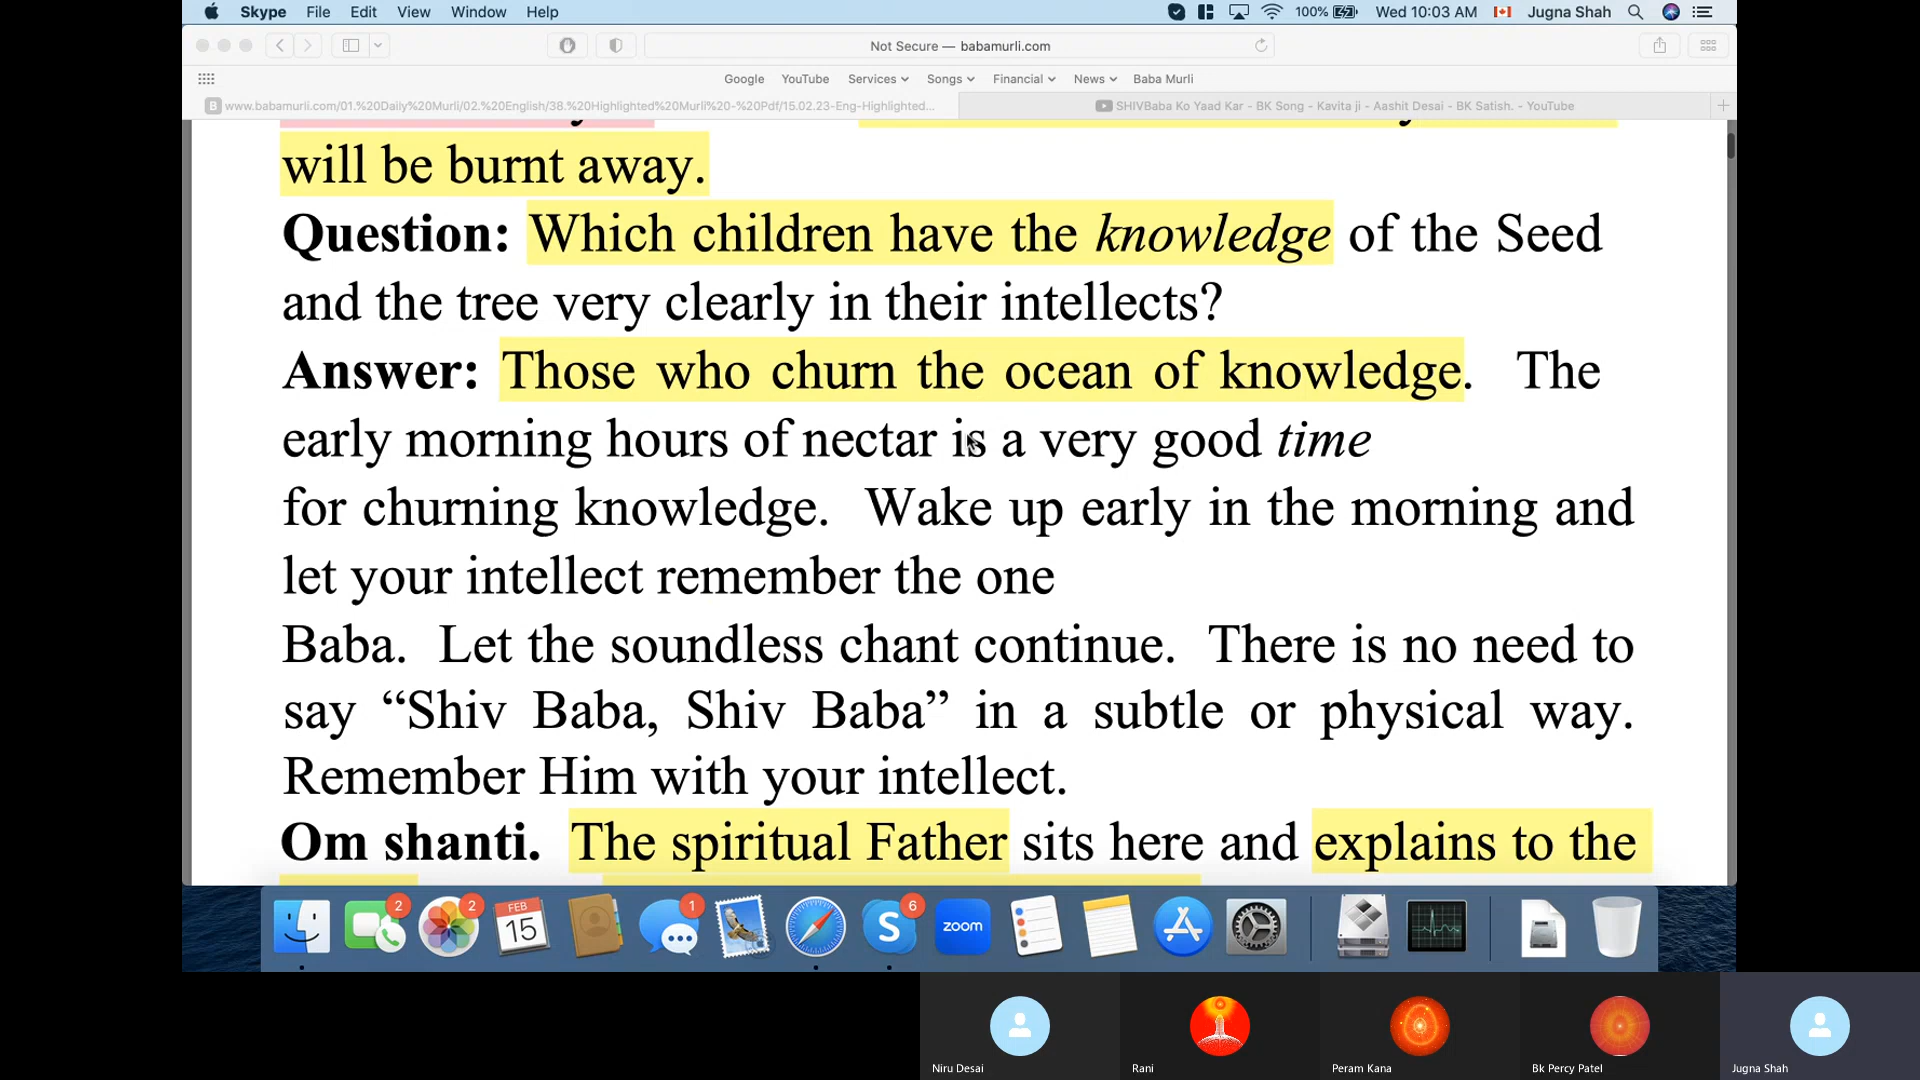 Skype File Edit View Window Help 100% Wed 10:03 AM Jugna Shah
Not Secure — babamurli.com
Google YouTube Services Songs Financial News Baba Murli
www.babamurli.com/01.%20Daily%20Murli/02.%20English/38.%20Highlighted%20Murli%20-%20Pdf/15.02.23-Eng-Highlighted... SHIVBaba Ko Yaad Kar - BK Song - Kavita ji - Aashit Desai - BK Satish. - YouTube
will be burnt away.
Question: Which children have the knowledge of the Seed
and the tree very clearly in their intellects?
Answer: Those who churn the ocean of knowledge. The
early morning hours of nectar is a very good time
for churning knowledge. Wake up early in the morning and
let your intellect remember the one
Baba. Let the soundless chant continue. There is no need to
say “Shiv Baba, Shiv Baba” in a subtle or physical way.
Remember Him with your intellect.
Om shanti. The spiritual Father sits here and explains to the
2 2 FEB 15 1 6 zoom
Niru Desai Rani Peram Kana Bk Percy Patel Jugna Shah